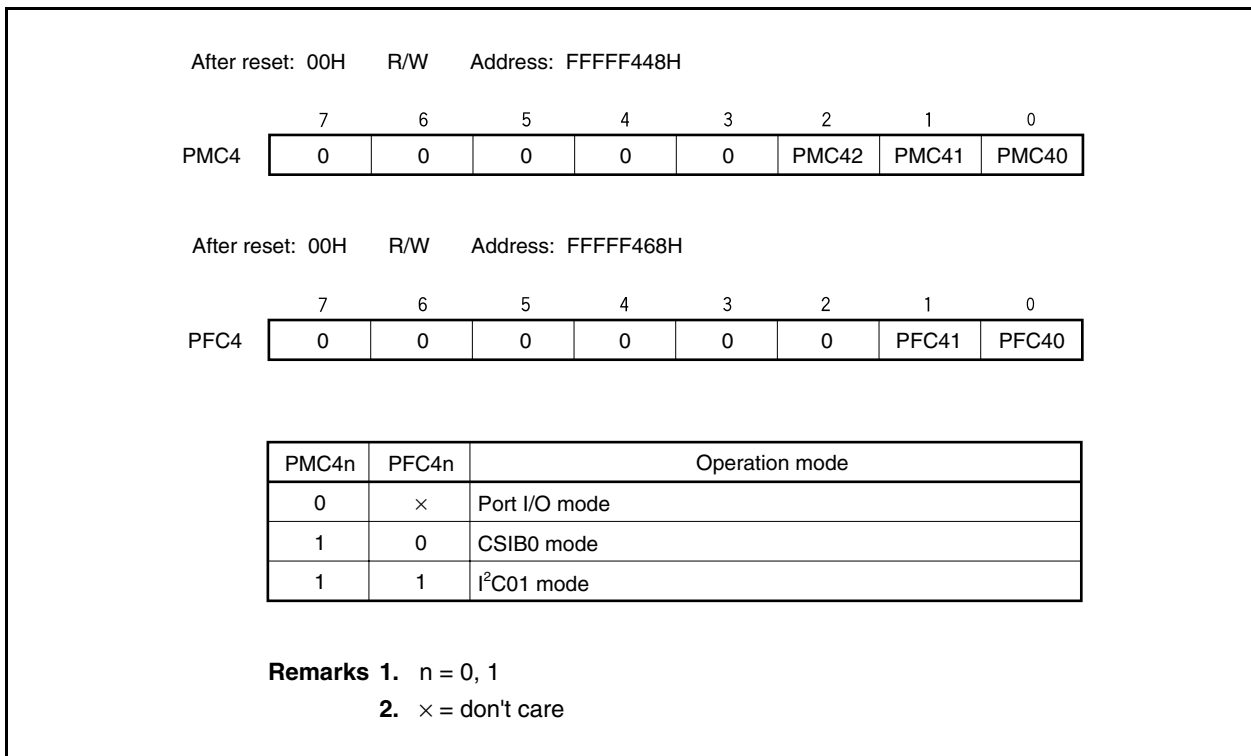 After reset: 00H R/W Address: FFFFF448H
7 6 5 4 3 2 1 0
PMC4 0 0 0 0 0 PMC42 PMC41 PMC40
After reset: 00H R/W Address: FFFFF468H
7 6 5 4 3 2 1 0
PFC4 0 0 0 0 0 0 PFC41 PFC40
PMC4n PFC4n Operation mode
0 × Port I/O mode
1 0 CSIB0 mode
1 1 I²C01 mode
Remarks 1. n = 0, 1
2. × = don't care